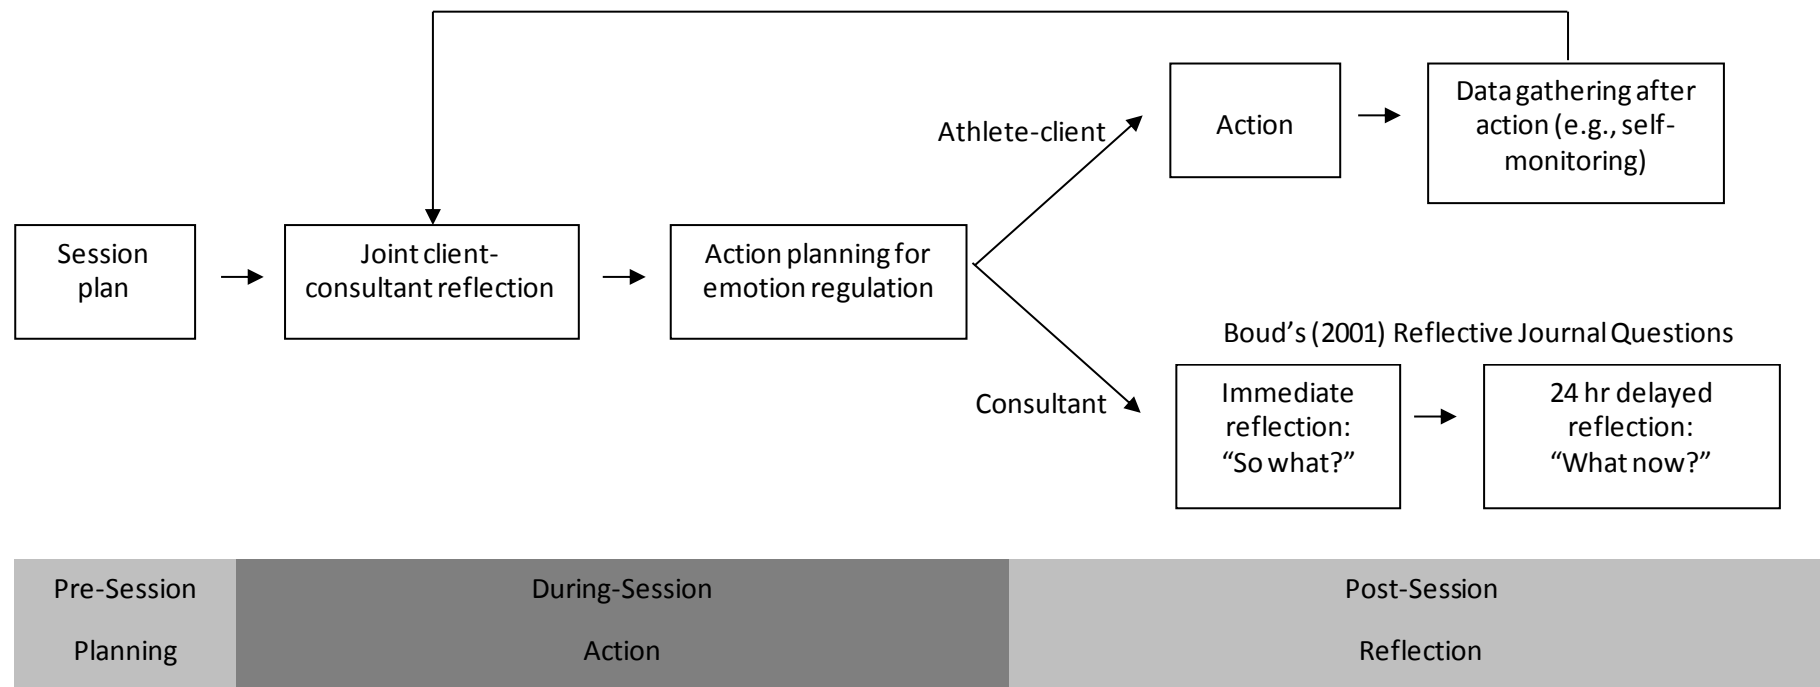 Session
plan
Joint client-
consultant reflection
Action planning for
emotion regulation
Athlete-client
Action
Data gathering after
action (e.g., self-
monitoring)
Consultant
Boud’s (2001) Reflective Journal Questions
Immediate
reflection:
“So what?”
24 hr delayed
reflection:
“What now?”
Pre-Session
Planning
During-Session
Action
Post-Session
Reflection